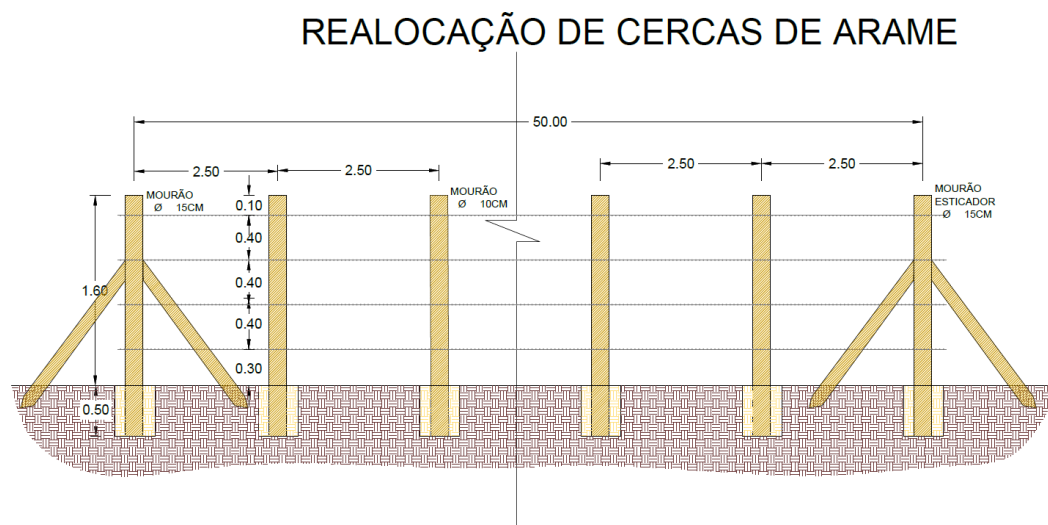 REALOCAÇÃO DE CERCAS DE ARAME
50.00
2.50
2.50
2.50
2.50
MOURÃO
Ø 15CM
MOURÃO
Ø 10CM
MOURÃO
ESTICADOR
Ø 15CM
0.10
0.40
0.40
1.60
0.40
0.30
0.50